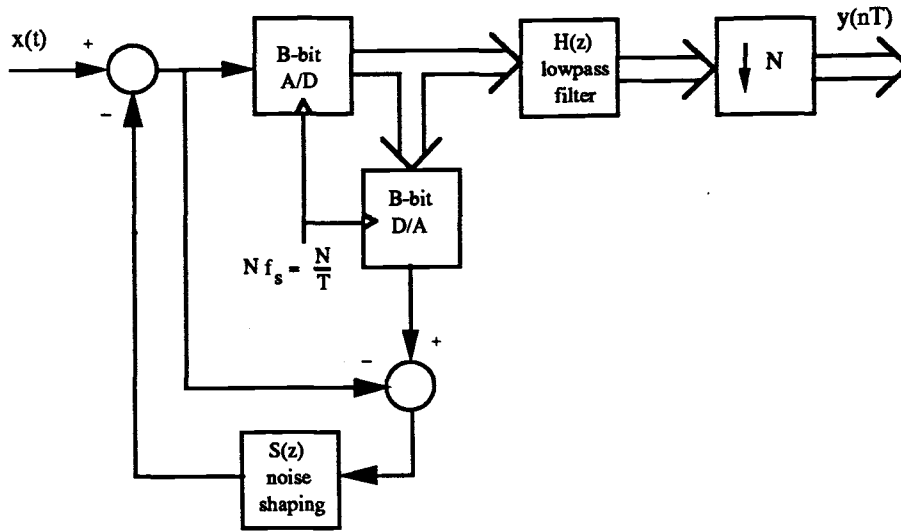 x(t)
+
−
B-bit
A/D
H(z)
lowpass
filter
↓ N
y(nT)
B-bit
D/A
N f_s = N/T
−
+
S(z)
noise
shaping